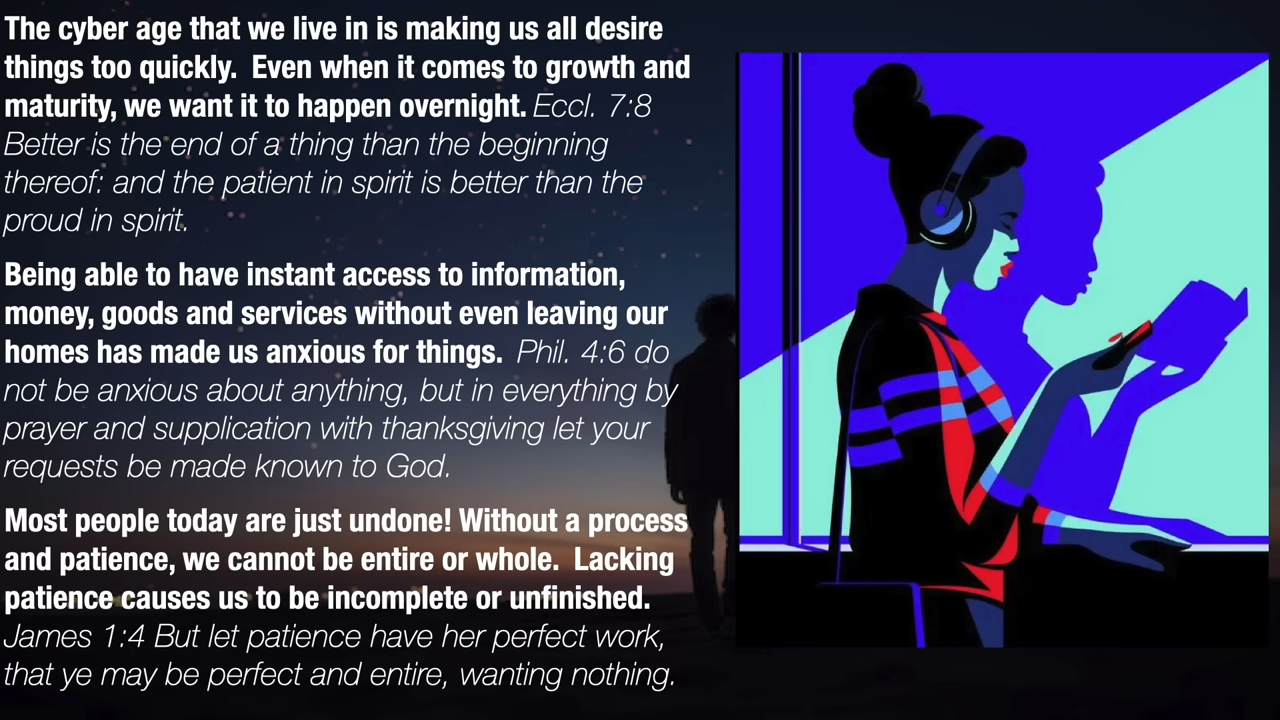 The cyber age that we live in is making us all desire
things too quickly. Even when it comes to growth and
maturity, we want it to happen overnight. Eccl. 7:8
Better is the end of a thing than the beginning
thereof: and the patient in spirit is better than the
proud in spirit.
Being able to have instant access to information,
money, goods and services without even leaving our
homes has made us anxious for things. Phil. 4:6 do
not be anxious about anything, but in everything by
prayer and supplication with thanksgiving let your
requests be made known to God.
Most people today are just undone! Without a process
and patience, we cannot be entire or whole. Lacking
patience causes us to be incomplete or unfinished.
James 1:4 But let patience have her perfect work,
that ye may be perfect and entire, wanting nothing.